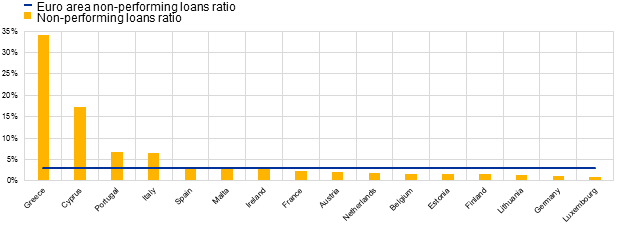 Euro area non-performing loans ratio
Non-performing loans ratio
35%
30%
25%
20%
15%
10%
5%
0%
Greece
Cyprus
Portugal
Italy
Spain
Malta
Ireland
France
Austria
Netherlands
Belgium
Estonia
Finland
Lithuania
Germany
Luxembourg